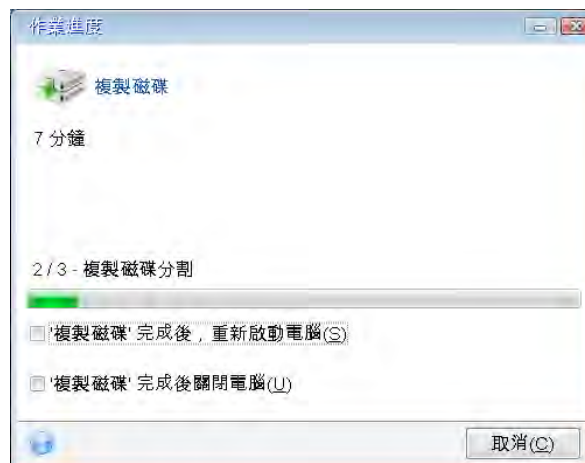 作業進度
複製磁碟
7 分鐘
2 / 3 - 複製磁碟分割
'複製磁碟' 完成後，重新啟動電腦(S)
'複製磁碟' 完成後關閉電腦(U)
取消(C)